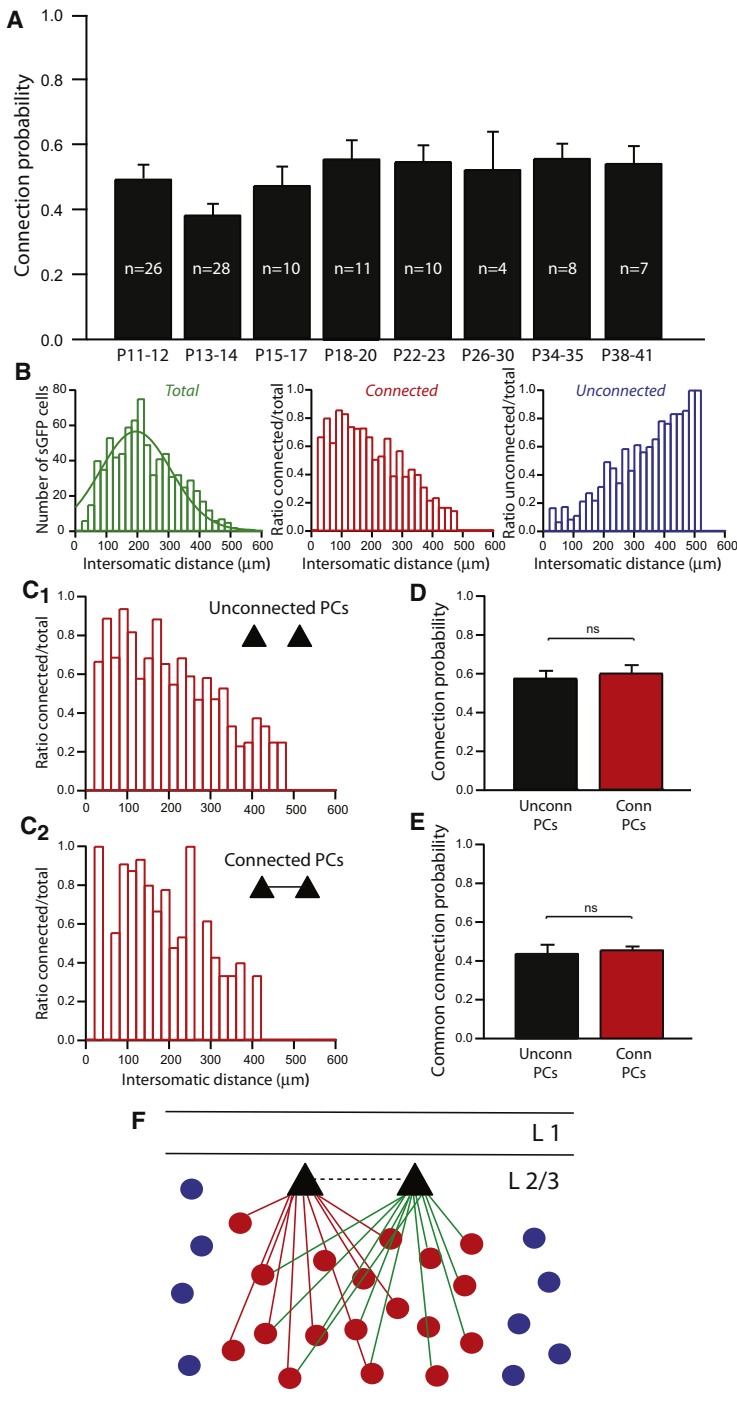 A
Connection probability
1.0
0.8
0.6
0.4
0.2
0.0
n=26 n=28 n=10 n=11 n=10 n=4 n=8 n=7
P11-12 P13-14 P15-17 P18-20 P22-23 P26-30 P34-35 P38-41
B
Number of sGFP cells
80
60
40
20
0
Total
0 100 200 300 400 500 600
Intersomatic distance (μm)
Ratio connected/total
1.0
0.8
0.6
0.4
0.2
0.0
Connected
0 100 200 300 400 500 600
Intersomatic distance (μm)
Ratio unconnected/total
1.0
0.8
0.6
0.4
0.2
0.0
Unconnected
0 100 200 300 400 500 600
Intersomatic distance (μm)
C1
Ratio connected/total
1.0
0.8
0.6
0.4
0.2
0.0
Unconnected PCs
0 100 200 300 400 500 600
D
Connection probability
1.0
0.8
0.6
0.4
0.2
0.0
ns
Unconn Conn
PCs PCs
C2
Ratio connected/total
1.0
0.8
0.6
0.4
0.2
0.0
Connected PCs
0 100 200 300 400 500 600
Intersomatic distance (μm)
E
Common connection probability
1.0
0.8
0.6
0.4
0.2
0.0
ns
Unconn Conn
PCs PCs
F
L 1
L 2/3